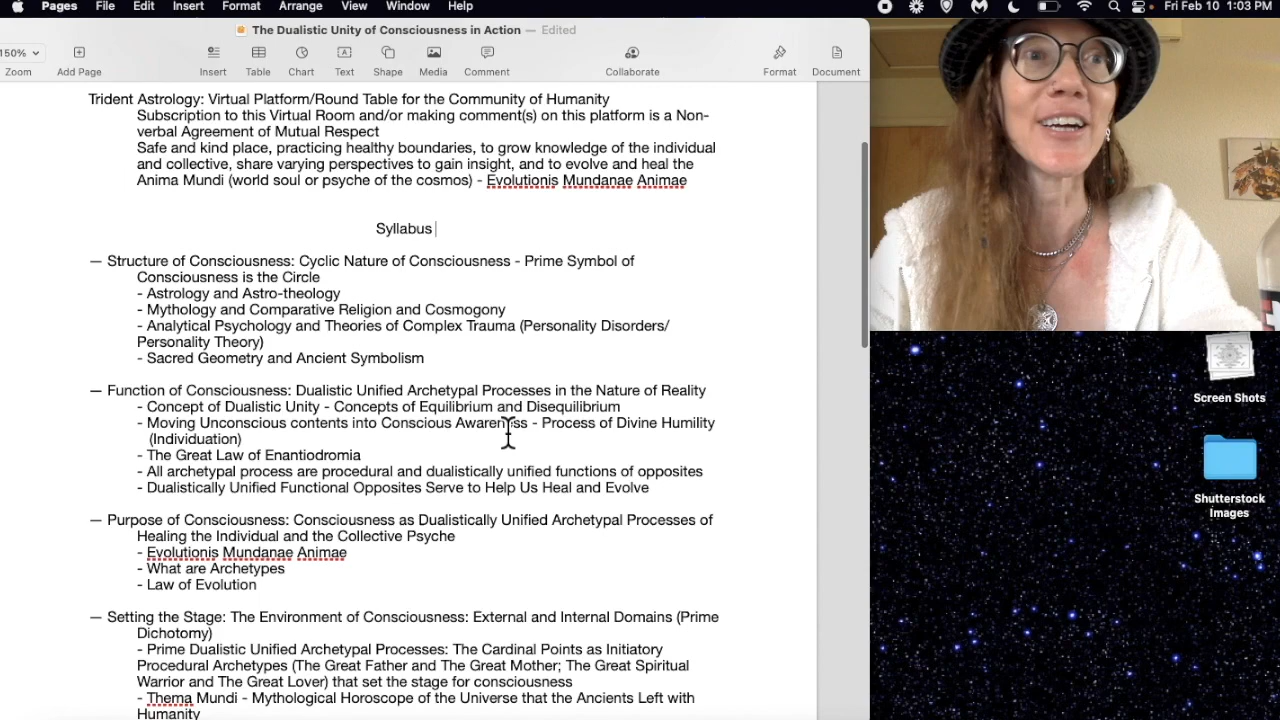 Pages File Edit Insert Format Arrange View Window Help Fri Feb 10 1:03 PM
The Dualistic Unity of Consciousness in Action — Edited
150%
Zoom Add Page Insert Table Chart Text Shape Media Comment Collaborate Format Document
Trident Astrology: Virtual Platform/Round Table for the Community of Humanity
Subscription to this Virtual Room and/or making comment(s) on this platform is a Non-
verbal Agreement of Mutual Respect
Safe and kind place, practicing healthy boundaries, to grow knowledge of the individual
and collective, share varying perspectives to gain insight, and to evolve and heal the
Anima Mundi (world soul or psyche of the cosmos) - Evolutionis Mundanae Animae
Syllabus
— Structure of Consciousness: Cyclic Nature of Consciousness - Prime Symbol of
Consciousness is the Circle
- Astrology and Astro-theology
- Mythology and Comparative Religion and Cosmogony
- Analytical Psychology and Theories of Complex Trauma (Personality Disorders/
Personality Theory)
- Sacred Geometry and Ancient Symbolism
— Function of Consciousness: Dualistic Unified Archetypal Processes in the Nature of Reality
- Concept of Dualistic Unity - Concepts of Equilibrium and Disequilibrium
- Moving Unconscious contents into Conscious Awareness - Process of Divine Humility
(Individuation)
- The Great Law of Enantiodromia
- All archetypal process are procedural and dualistically unified functions of opposites
- Dualistically Unified Functional Opposites Serve to Help Us Heal and Evolve
— Purpose of Consciousness: Consciousness as Dualistically Unified Archetypal Processes of
Healing the Individual and the Collective Psyche
- Evolutionis Mundanae Animae
- What are Archetypes
- Law of Evolution
— Setting the Stage: The Environment of Consciousness: External and Internal Domains (Prime
Dichotomy)
- Prime Dualistic Unified Archetypal Processes: The Cardinal Points as Initiatory
Procedural Archetypes (The Great Father and The Great Mother; The Great Spiritual
Warrior and The Great Lover) that set the stage for consciousness
- Thema Mundi - Mythological Horoscope of the Universe that the Ancients Left with
Humanity
Screen Shots
Shutterstock
Images